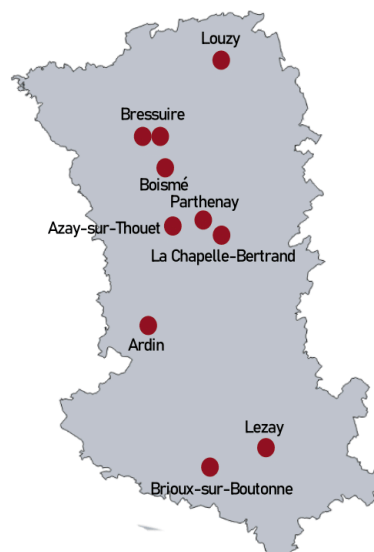 Louzy
Bressuire
Boismé
Parthenay
Azay-sur-Thouet
La Chapelle-Bertrand
Ardin
Lezay
Brioux-sur-Boutonne